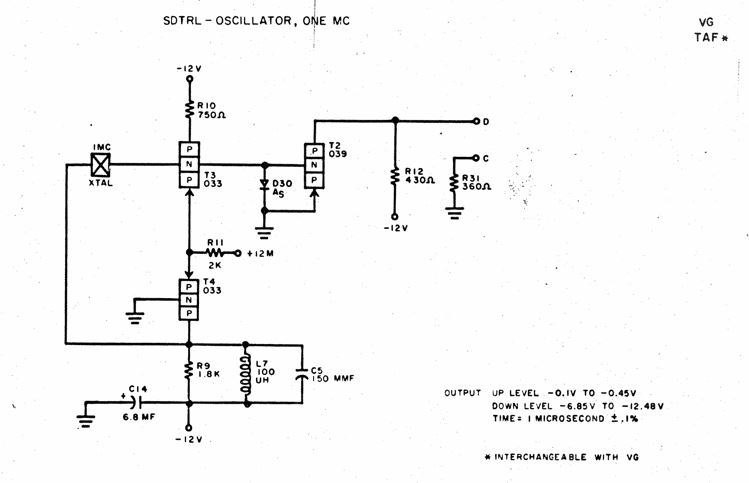 SDTRL-OSCILLATOR, ONE MC
VG
TAF*
-12V
R10
750Ω
1MC
XTAL
P
N
P
T3
033
P
N
P
T2
039
D30
AS
R12
430Ω
-12V
D
C
R31
360Ω
R11
2K
+12M
P
N
P
T4
033
R9
1.8K
L7
100
UH
C5
150 MMF
+
C14
6.8 MF
-12V
OUTPUT UP LEVEL -0.1V TO -0.45V
DOWN LEVEL -6.85V TO -12.48V
TIME= 1 MICROSECOND ±.1%
* INTERCHANGEABLE WITH VG